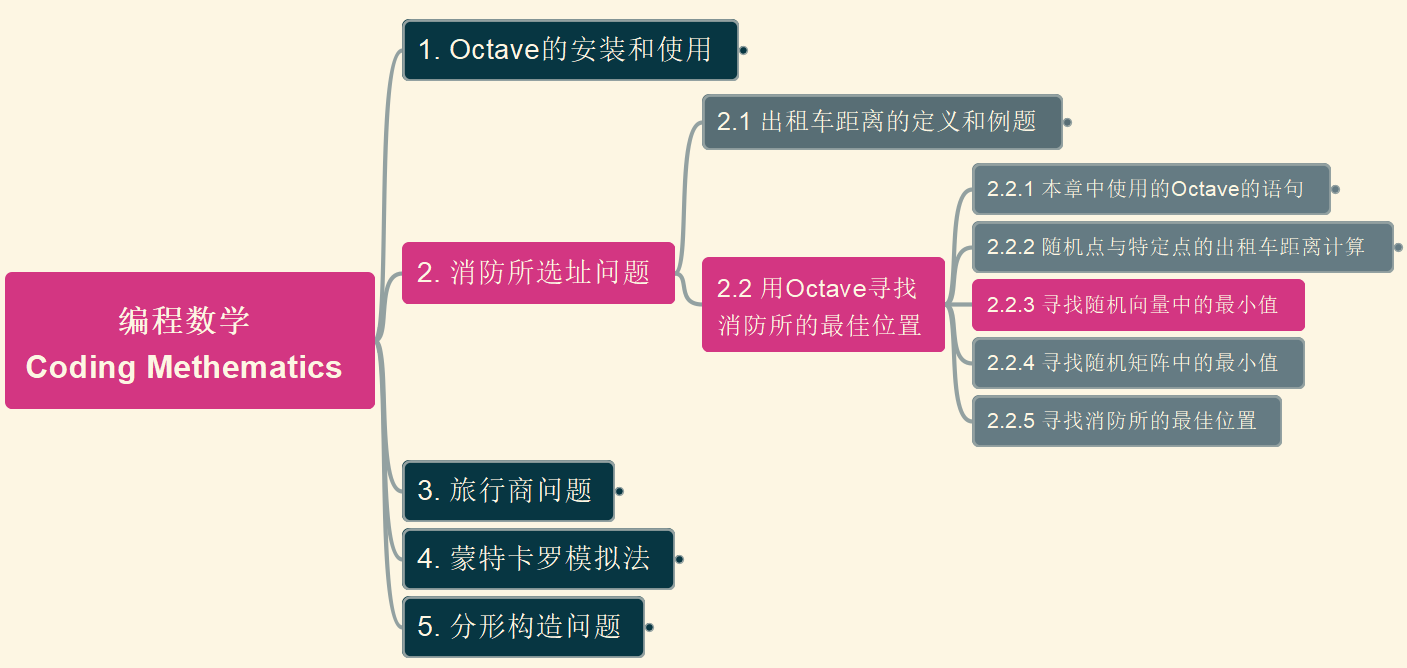 编程数学
Coding Methematics
1. Octave的安装和使用
2. 消防所选址问题
2.1 出租车距离的定义和例题
2.2 用Octave寻找
消防所的最佳位置
2.2.1 本章中使用的Octave的语句
2.2.2 随机点与特定点的出租车距离计算
2.2.3 寻找随机向量中的最小值
2.2.4 寻找随机矩阵中的最小值
2.2.5 寻找消防所的最佳位置
3. 旅行商问题
4. 蒙特卡罗模拟法
5. 分形构造问题